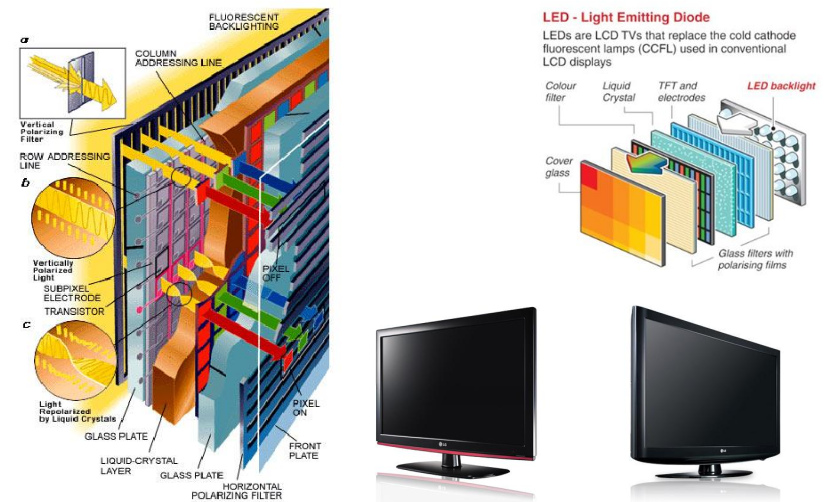 FLUORESCENT
BACKLIGHTING
a
COLUMN
ADDRESSING LINE
Vertical
Polarizing
Filter
ROW ADDRESSING
LINE
b
Vertically
Polarized
Light
SUBPIXEL
ELECTRODE
TRANSISTOR
c
Light
Repolarized
by Liquid Crystals
GLASS PLATE
LIQUID-CRYSTAL
LAYER
GLASS PLATE
HORIZONTAL
POLARIZING FILTER
PIXEL
OFF
PIXEL
ON
FRONT
PLATE
LED - Light Emitting Diode
LEDs are LCD TVs that replace the cold cathode
fluorescent lamps (CCFL) used in conventional
LCD displays
Colour
filter
Liquid
Crystal
TFT and
electrodes
LED backlight
Cover
glass
Glass filters with
polarising films
LG
LG